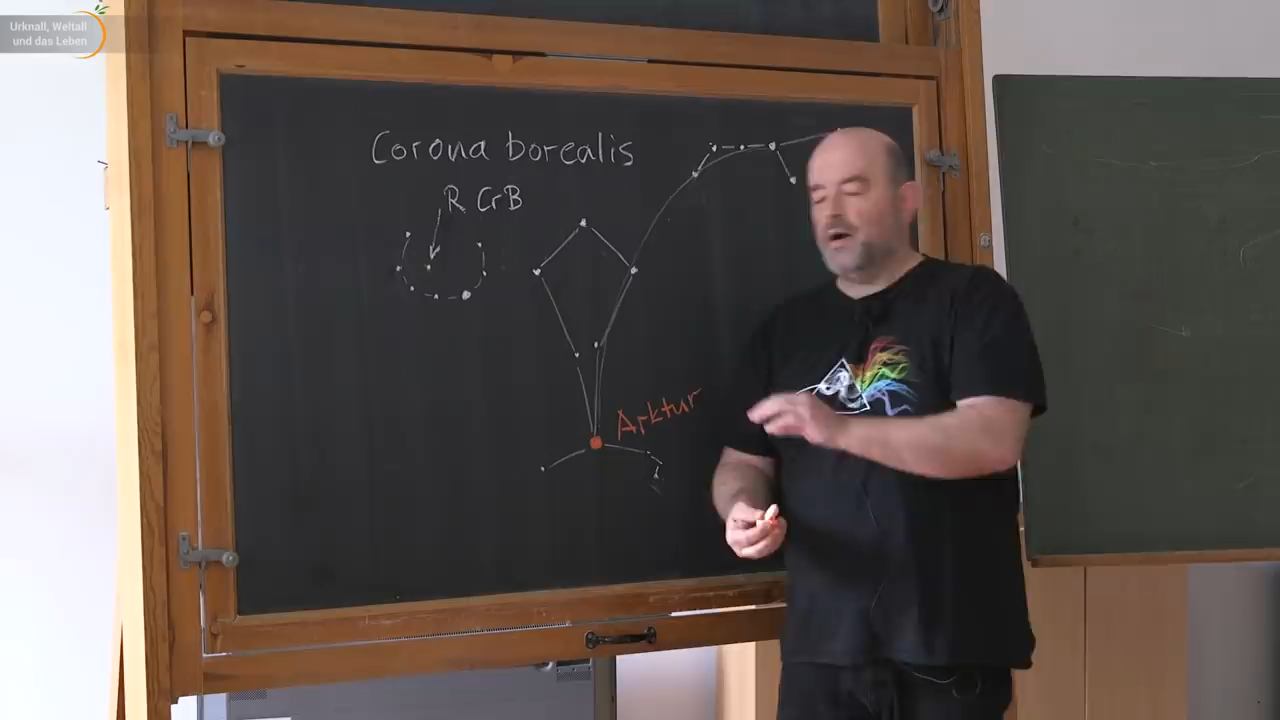 Urknall, Weltall
und das Leben
Corona borealis
R CrB
Arktur